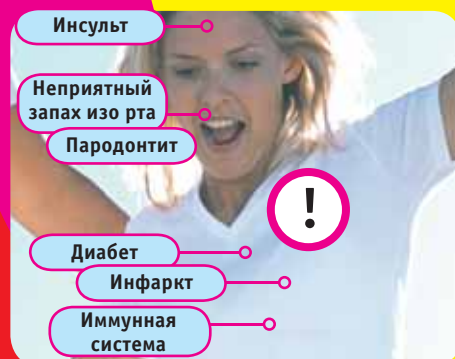 Инсульт
Неприятный
запах изо рта
Пародонтит
!
Диабет
Инфаркт
Иммунная
система